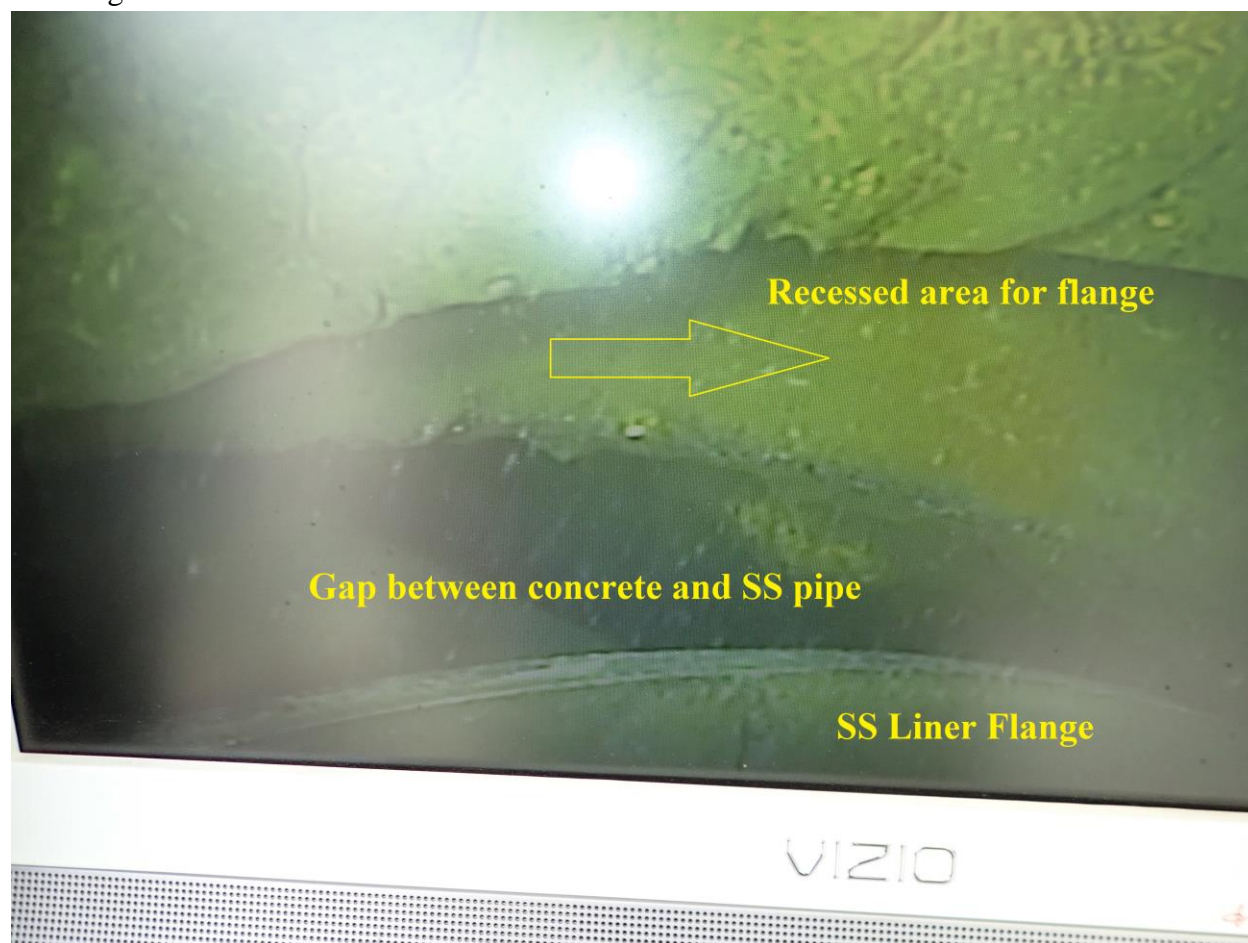 Recessed area for flange
Gap between concrete and SS pipe
SS Liner Flange
VIZIO